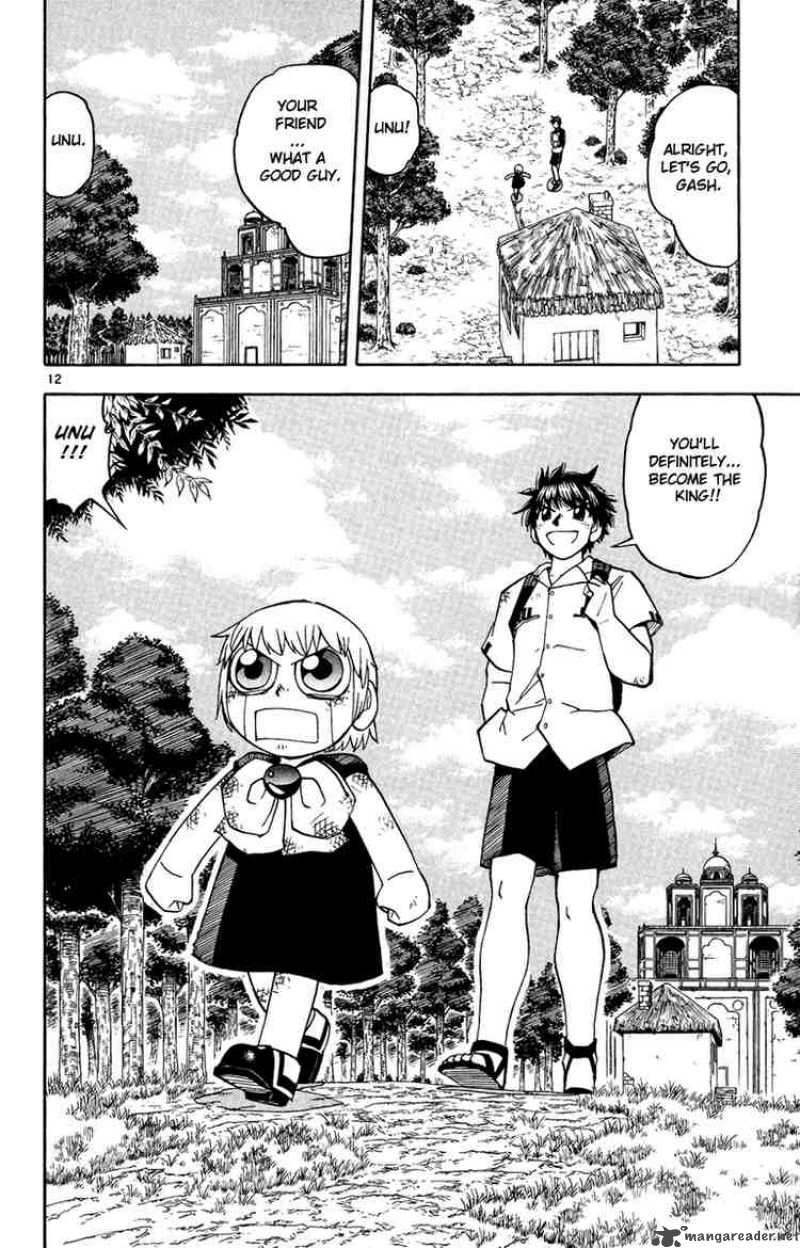 ALRIGHT,
LET'S GO,
GASH.
UNU!
YOUR
FRIEND
...
WHAT A
GOOD GUY.
UNU.
12
YOU'LL
DEFINITELY...
BECOME THE
KING!!
UNU
!!!
mangareader.net